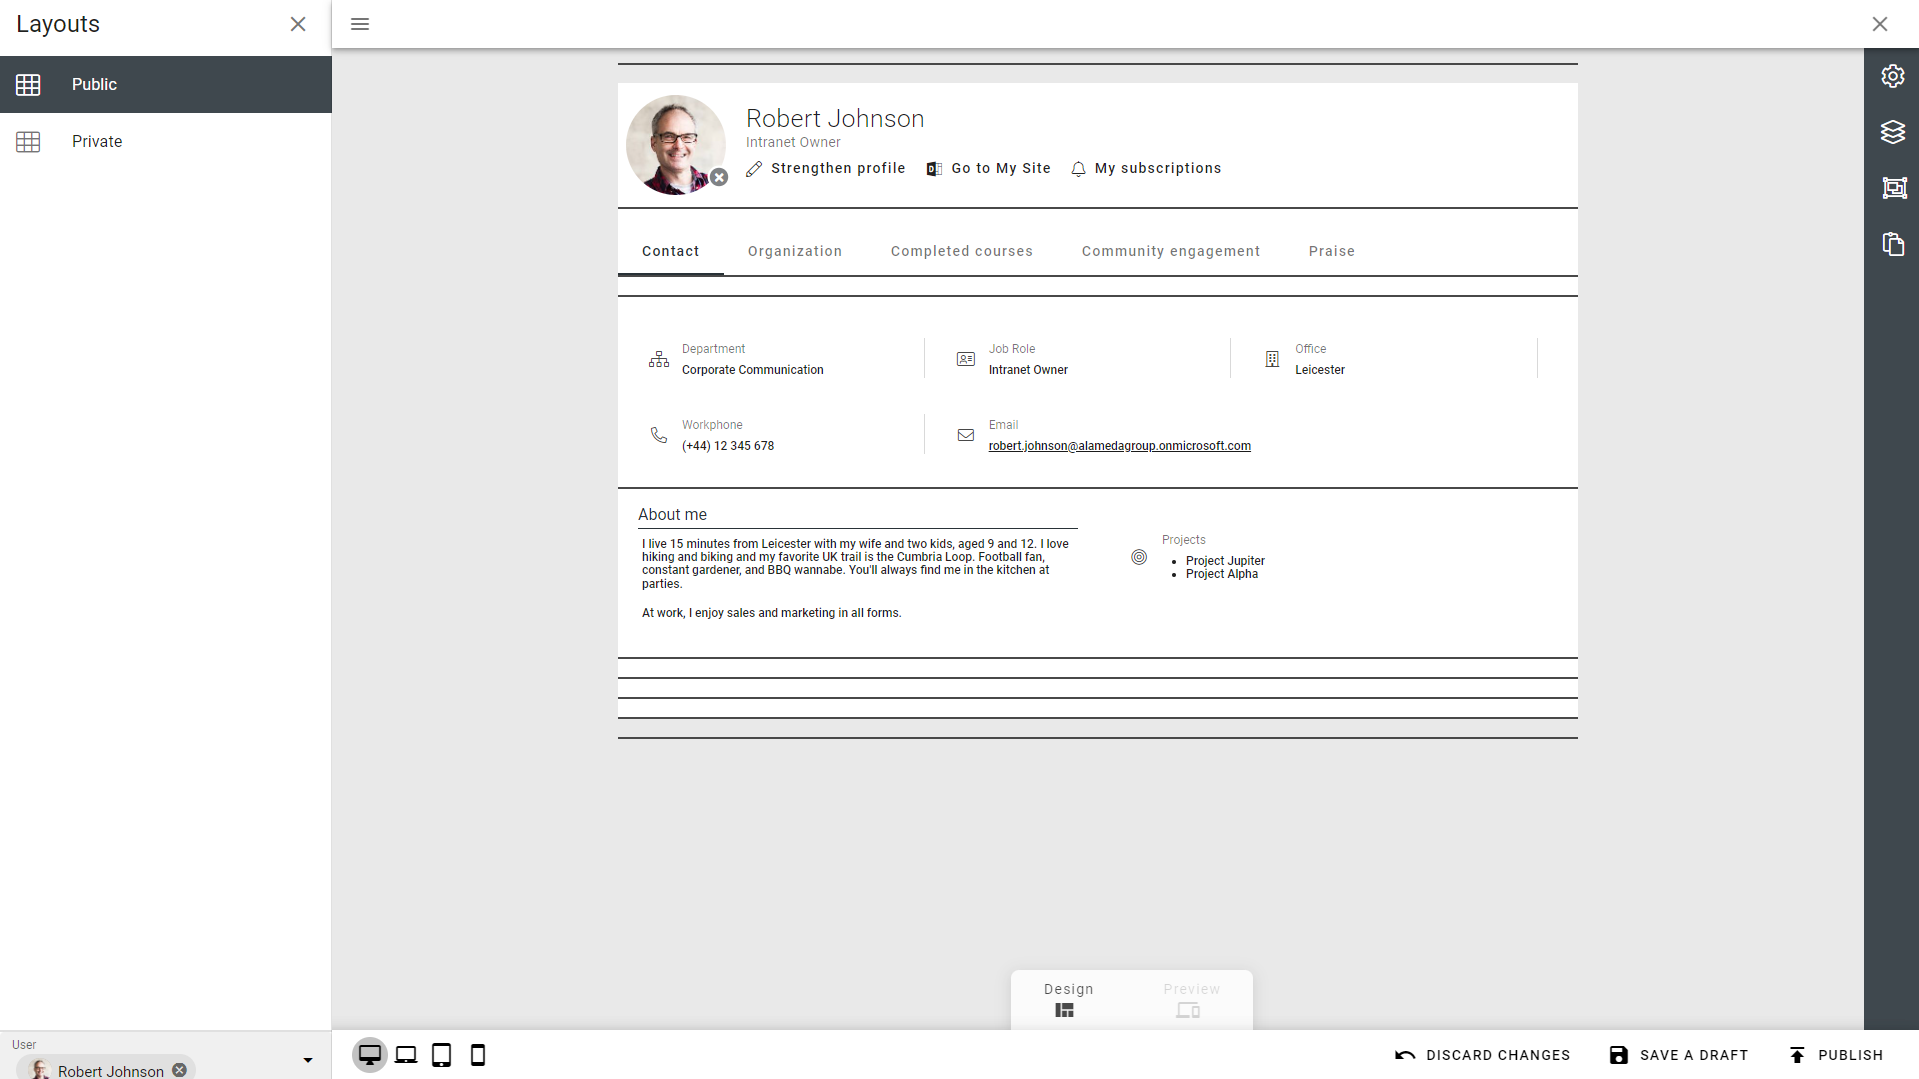 Layouts
Public
Private
Robert Johnson
Intranet Owner
Strengthen profile Go to My Site My subscriptions
Contact Organization Completed courses Community engagement Praise
Department Job Role Office
Corporate Communication Intranet Owner Leicester
Workphone Email
(+44) 12 345 678 robert.johnson@alamedagroup.onmicrosoft.com
About me
I live 15 minutes from Leicester with my wife and two kids, aged 9 and 12. I love
hiking and biking and my favorite UK trail is the Cumbria Loop. Football fan,
constant gardener, and BBQ wannabe. You'll always find me in the kitchen at
parties.
At work, I enjoy sales and marketing in all forms.
Projects
Project Jupiter
Project Alpha
Design Preview
User
Robert Johnson
DISCARD CHANGES SAVE A DRAFT PUBLISH